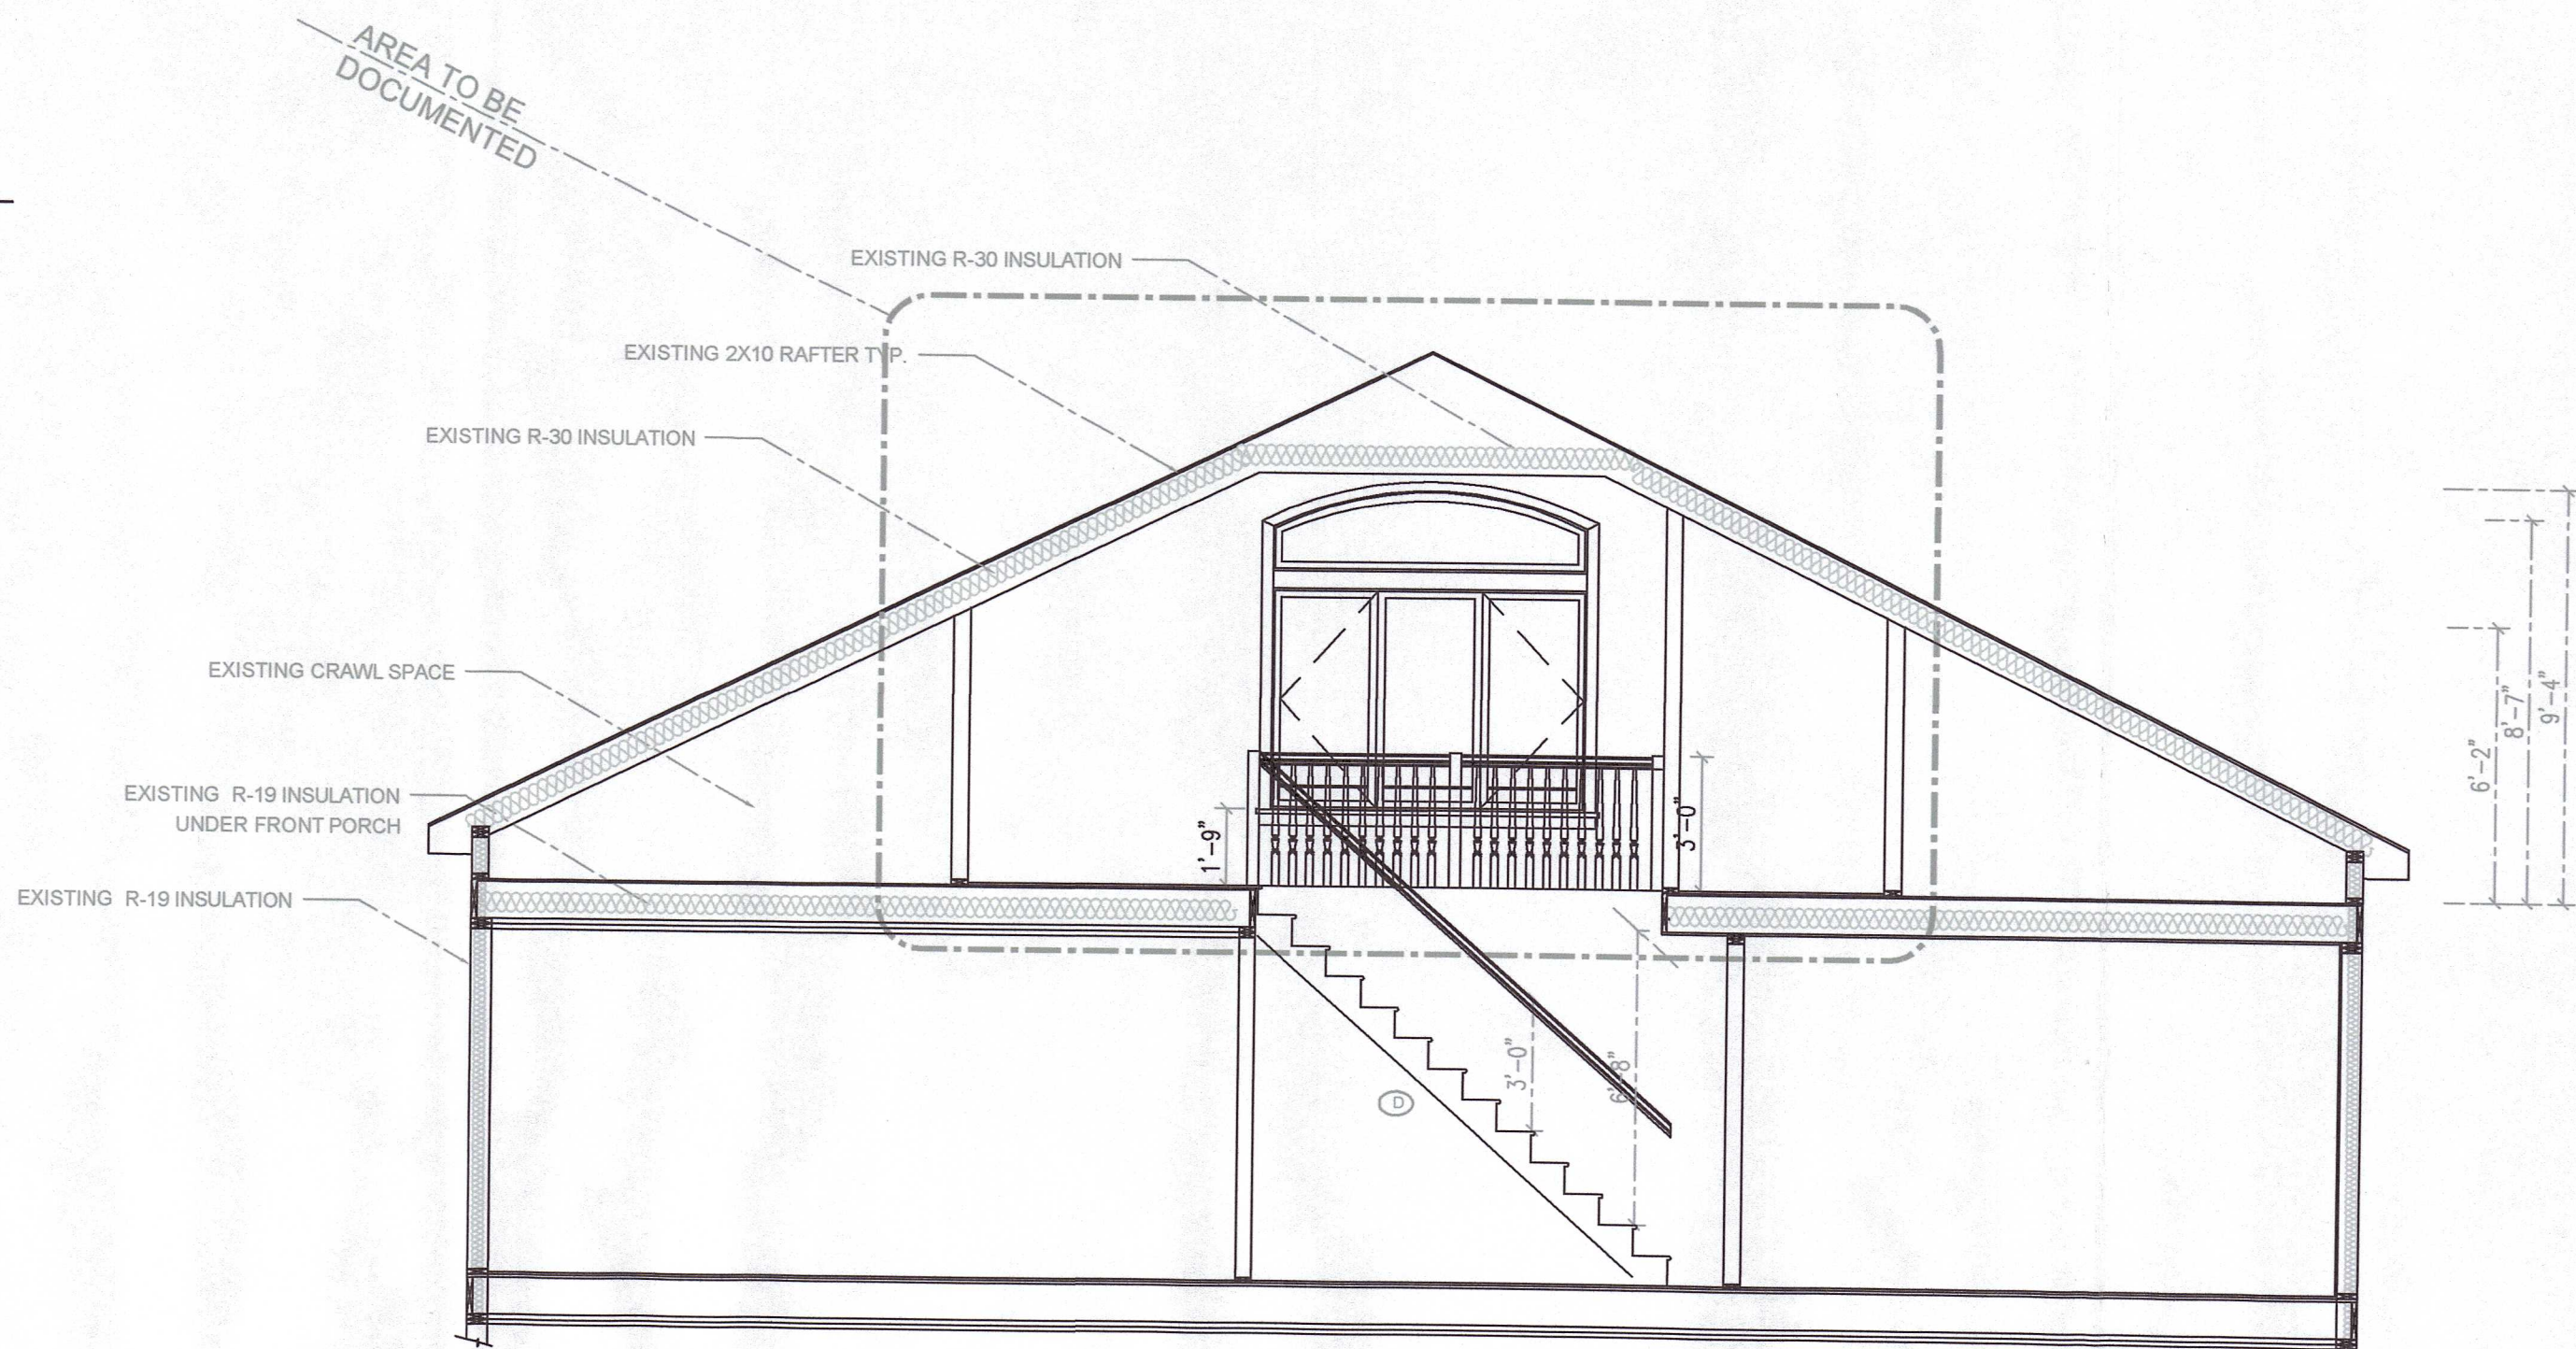 AREA TO BE
DOCUMENTED
EXISTING R-30 INSULATION
EXISTING 2X10 RAFTER TYP.
EXISTING R-30 INSULATION
EXISTING CRAWL SPACE
EXISTING R-19 INSULATION
UNDER FRONT PORCH
EXISTING R-19 INSULATION
1'-9"
3'-0"
3'-0"
6'-8"
D
6'-2"
8'-7"
9'-4"